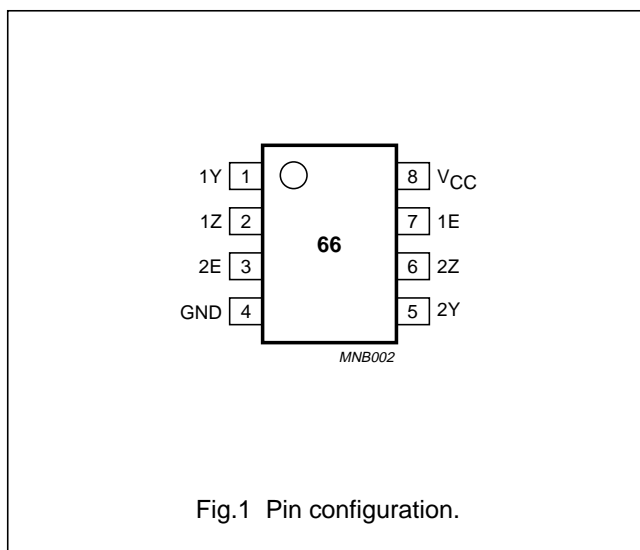 1Y 1 8 VCC
1Z 2 7 1E
66
2E 3 6 2Z
GND 4 5 2Y
MNB002
Fig.1 Pin configuration.